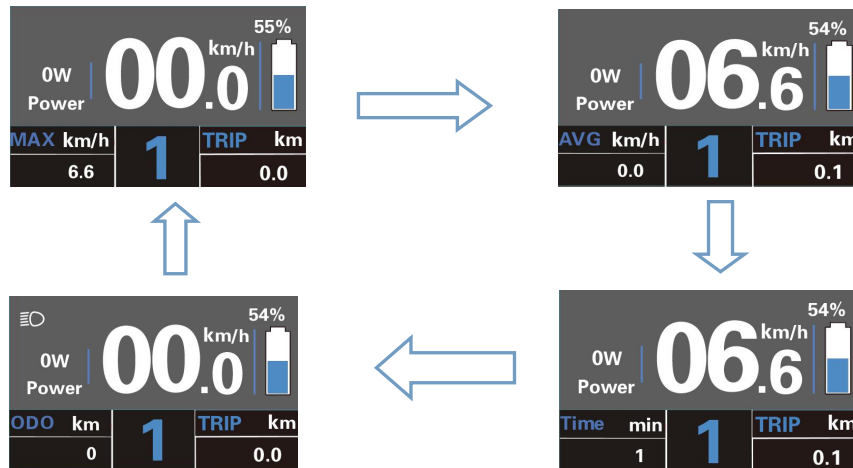 55%
km/h
00.0
0W
Power
MAX km/h
6.6
1
TRIP km
0.0
54%
km/h
06.6
0W
Power
AVG km/h
0.0
1
TRIP km
0.1
54%
km/h
00.0
0W
Power
ODO km
0
1
TRIP km
0.0
54%
km/h
06.6
0W
Power
Time min
1
1
TRIP km
0.1